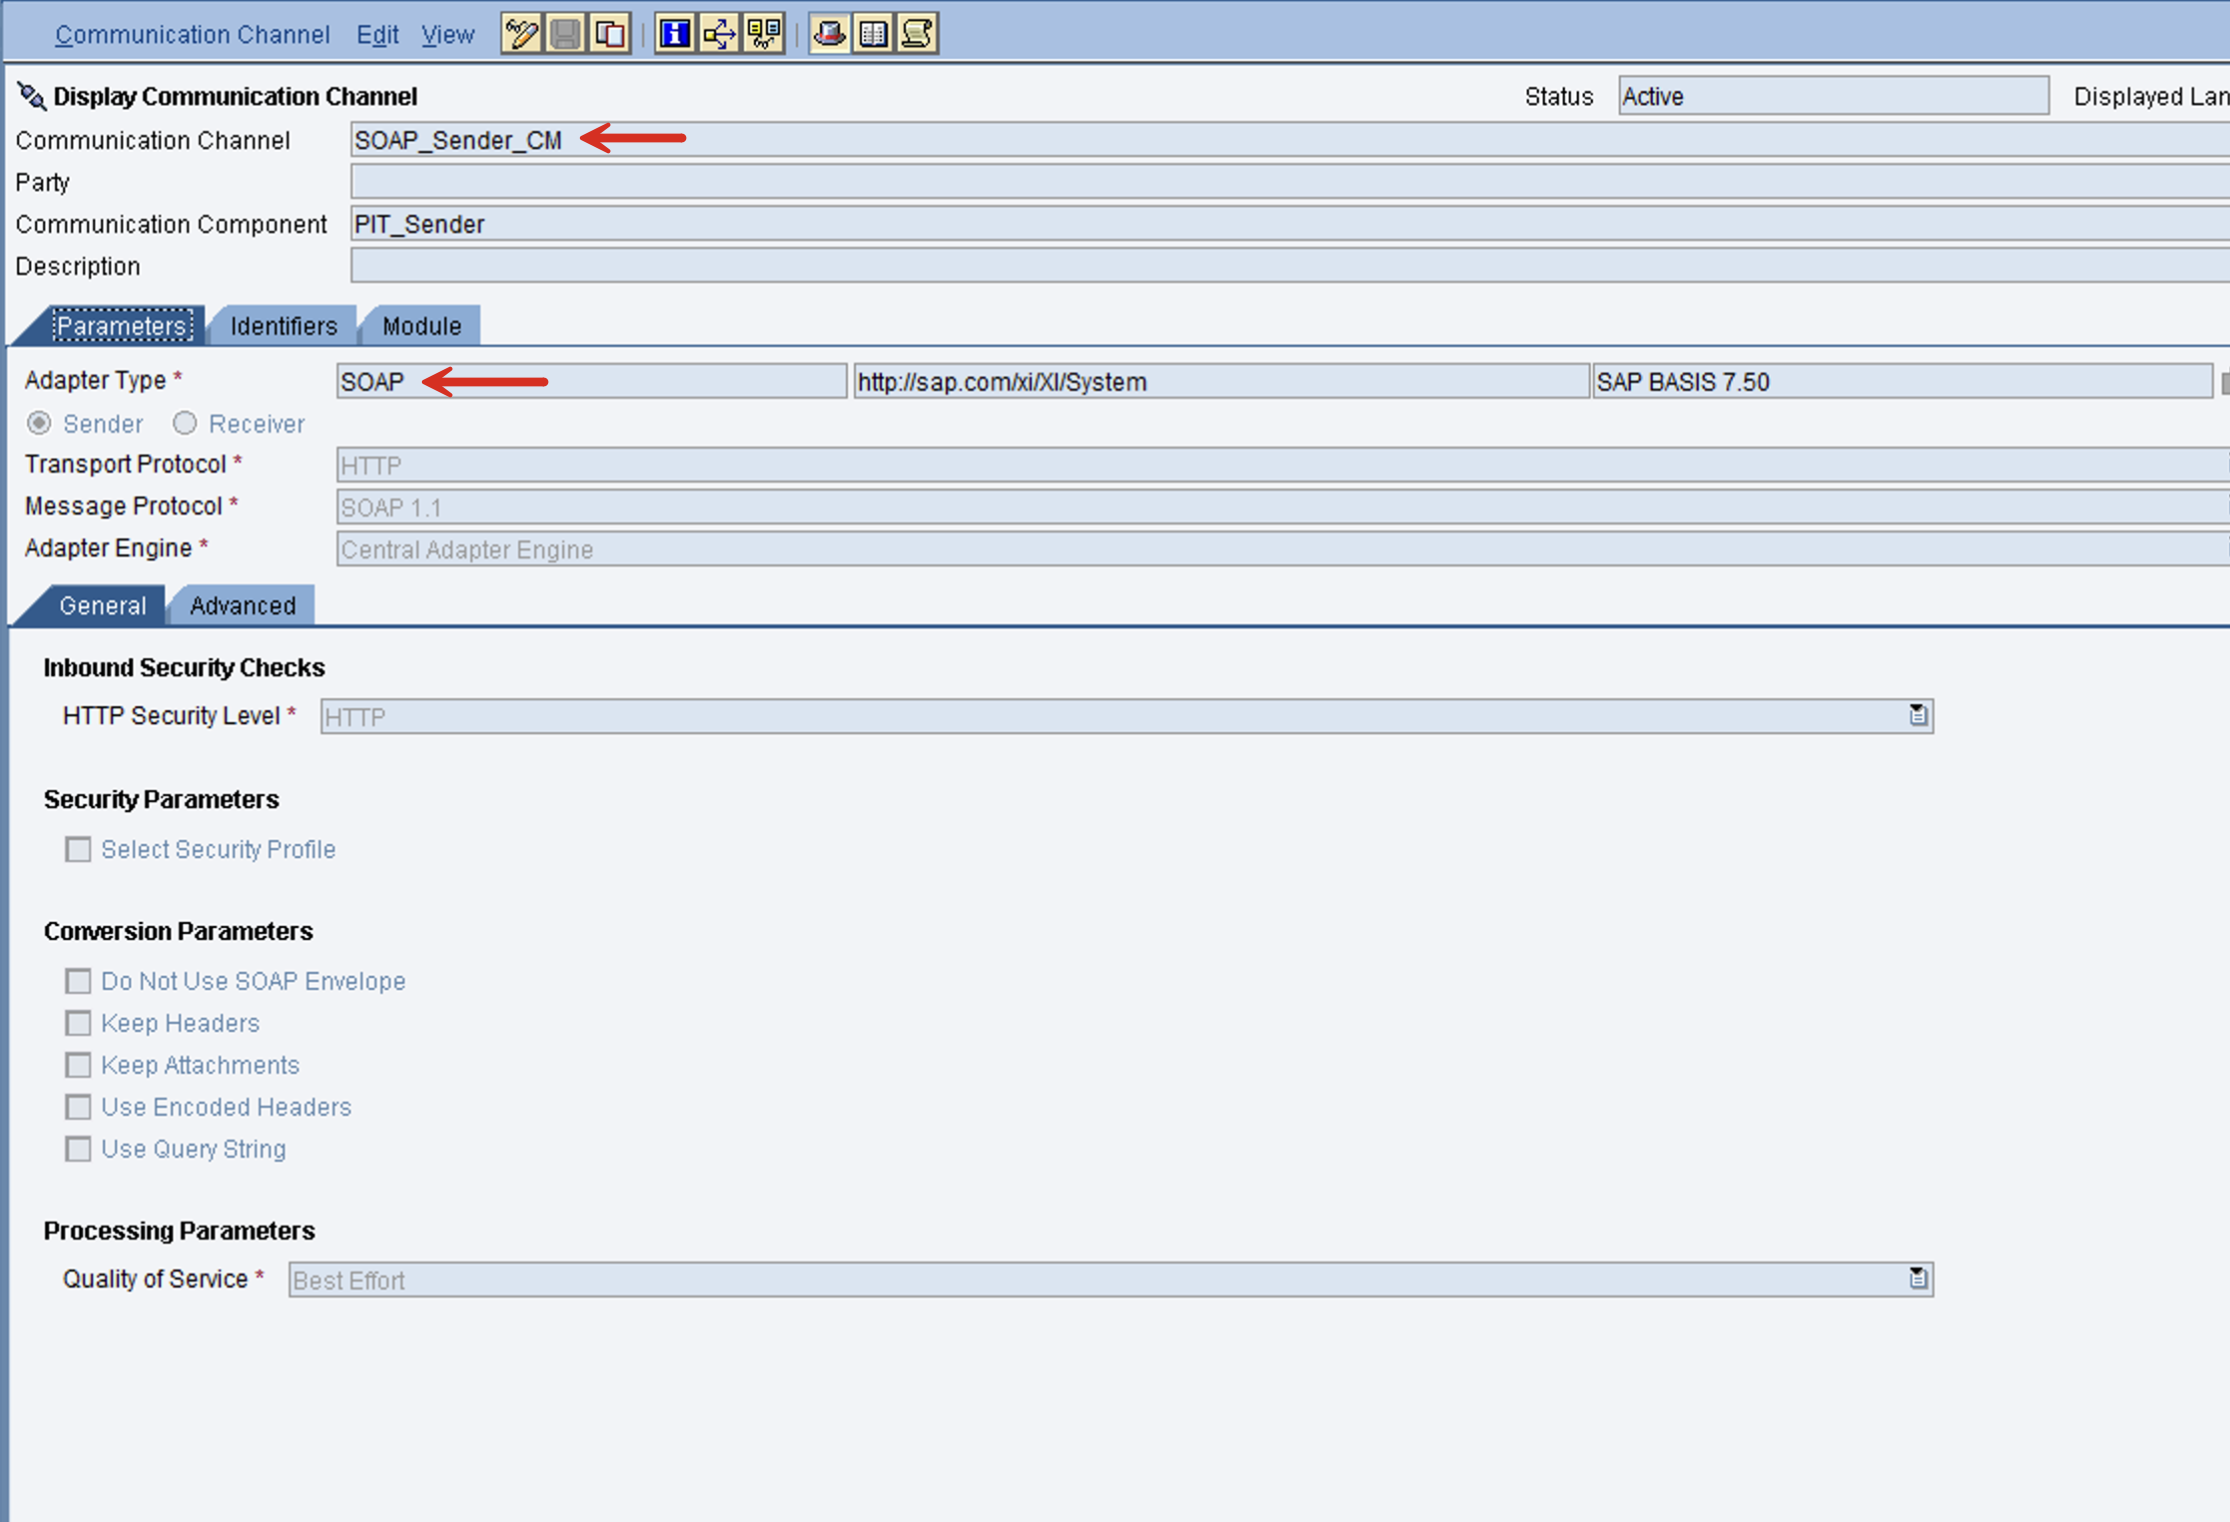 Communication Channel Edit View
Display Communication Channel Status Active Displayed Lan
Communication Channel SOAP_Sender_CM
Party
Communication Component PIT_Sender
Description
Parameters Identifiers Module
Adapter Type * SOAP http://sap.com/xi/XI/System SAP BASIS 7.50
Sender Receiver
Transport Protocol * HTTP
Message Protocol * SOAP 1.1
Adapter Engine * Central Adapter Engine
General Advanced
Inbound Security Checks
HTTP Security Level * HTTP
Security Parameters
Select Security Profile
Conversion Parameters
Do Not Use SOAP Envelope
Keep Headers
Keep Attachments
Use Encoded Headers
Use Query String
Processing Parameters
Quality of Service * Best Effort